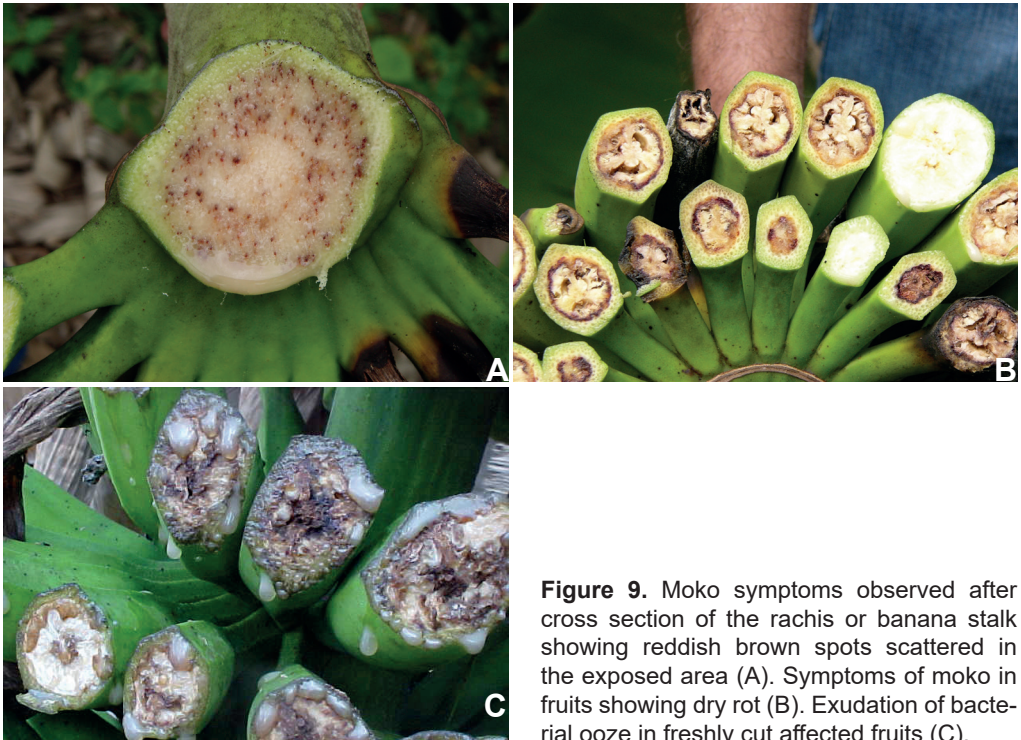 A
B
C
Figure 9. Moko symptoms observed after
cross section of the rachis or banana stalk
showing reddish brown spots scattered in
the exposed area (A). Symptoms of moko in
fruits showing dry rot (B). Exudation of bacte-
rial ooze in freshly cut affected fruits (C).